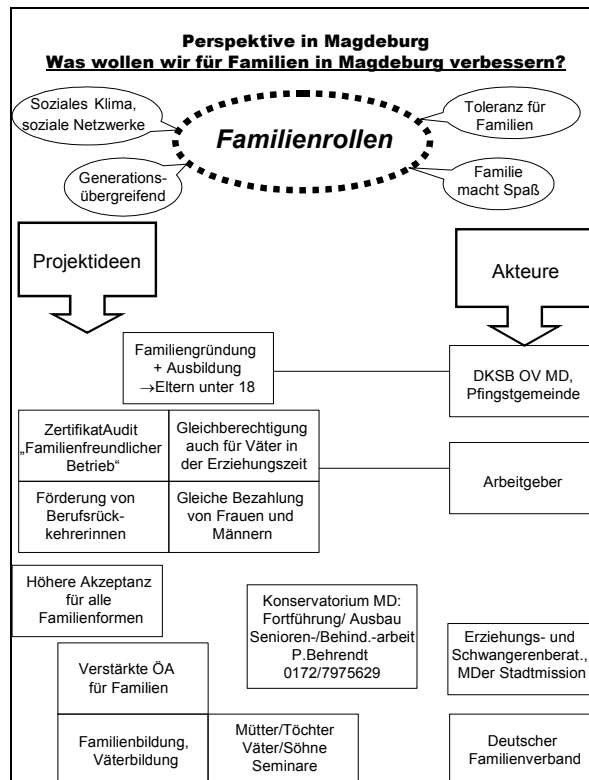 Perspektive in Magdeburg
Was wollen wir für Familien in Magdeburg verbessern?
Soziales Klima,
soziale Netzwerke
Familienrollen
Toleranz für
Familien
Generations-
übergreifend
Familie
macht Spaß
Projektideen
Akteure
Familiengründung
+ Ausbildung
→Eltern unter 18
DKSB OV MD,
Pfingstgemeinde
ZertifikatAudit
„Familienfreundlicher
Betrieb“
Gleichberechtigung
auch für Väter in
der Erziehungszeit
Arbeitgeber
Förderung von
Berufsrück-
kehrerinnen
Gleiche Bezahlung
von Frauen und
Männern
Höhere Akzeptanz
für alle
Familienformen
Konservatorium MD:
Fortführung/ Ausbau
Senioren-/Behind.-arbeit
P.Behrendt
0172/7975629
Erziehungs- und
Schwangerenberat.,
MDer Stadtmission
Verstärkte ÖA
für Familien
Familienbildung,
Väterbildung
Mütter/Töchter
Väter/Söhne
Seminare
Deutscher
Familienverband